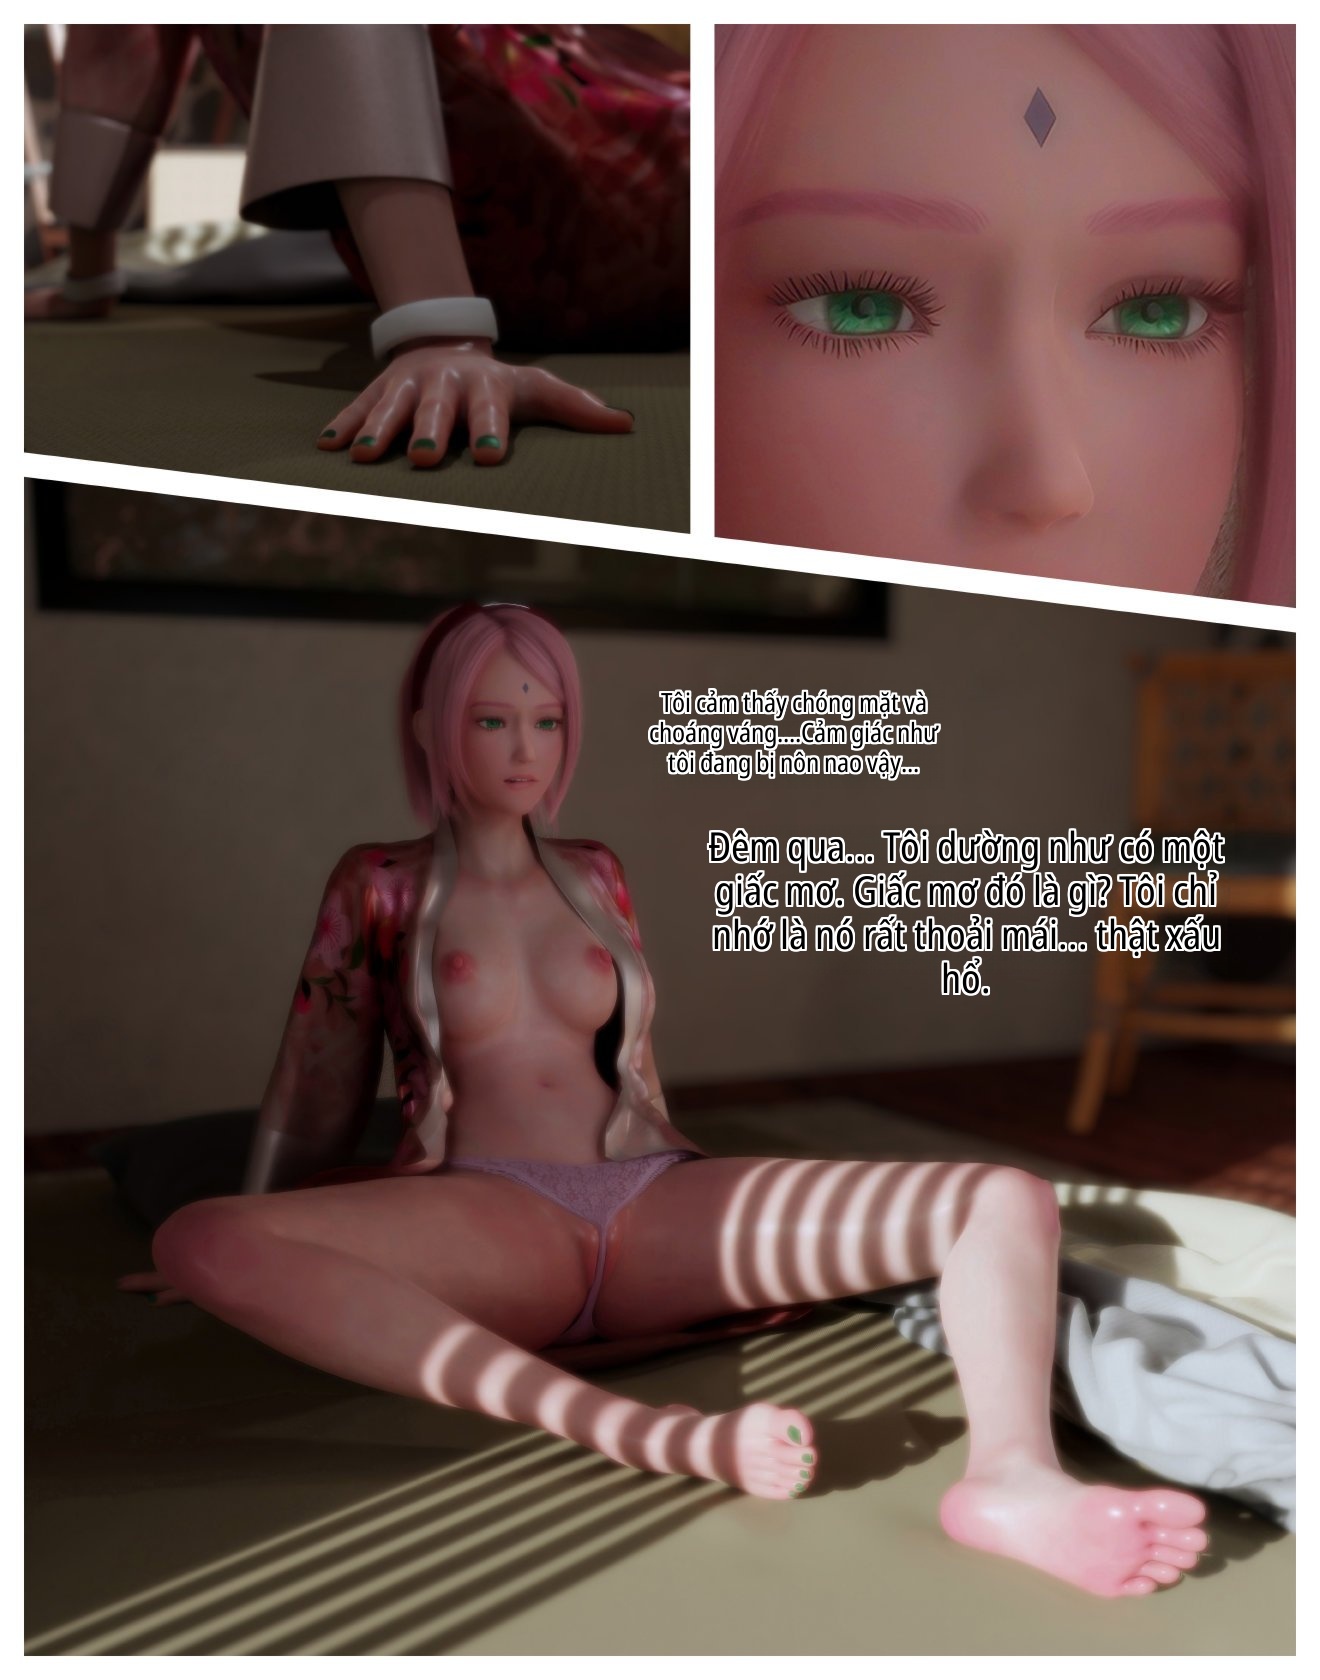 Tôi cảm thấy chóng mặt và
choáng váng....Cảm giác như
tôi đang bị nôn nao vậy...
Đêm qua... Tôi dường như có một
giấc mơ. Giấc mơ đó là gì? Tôi chỉ
nhớ là nó rất thoải mái... thật xấu
hổ.